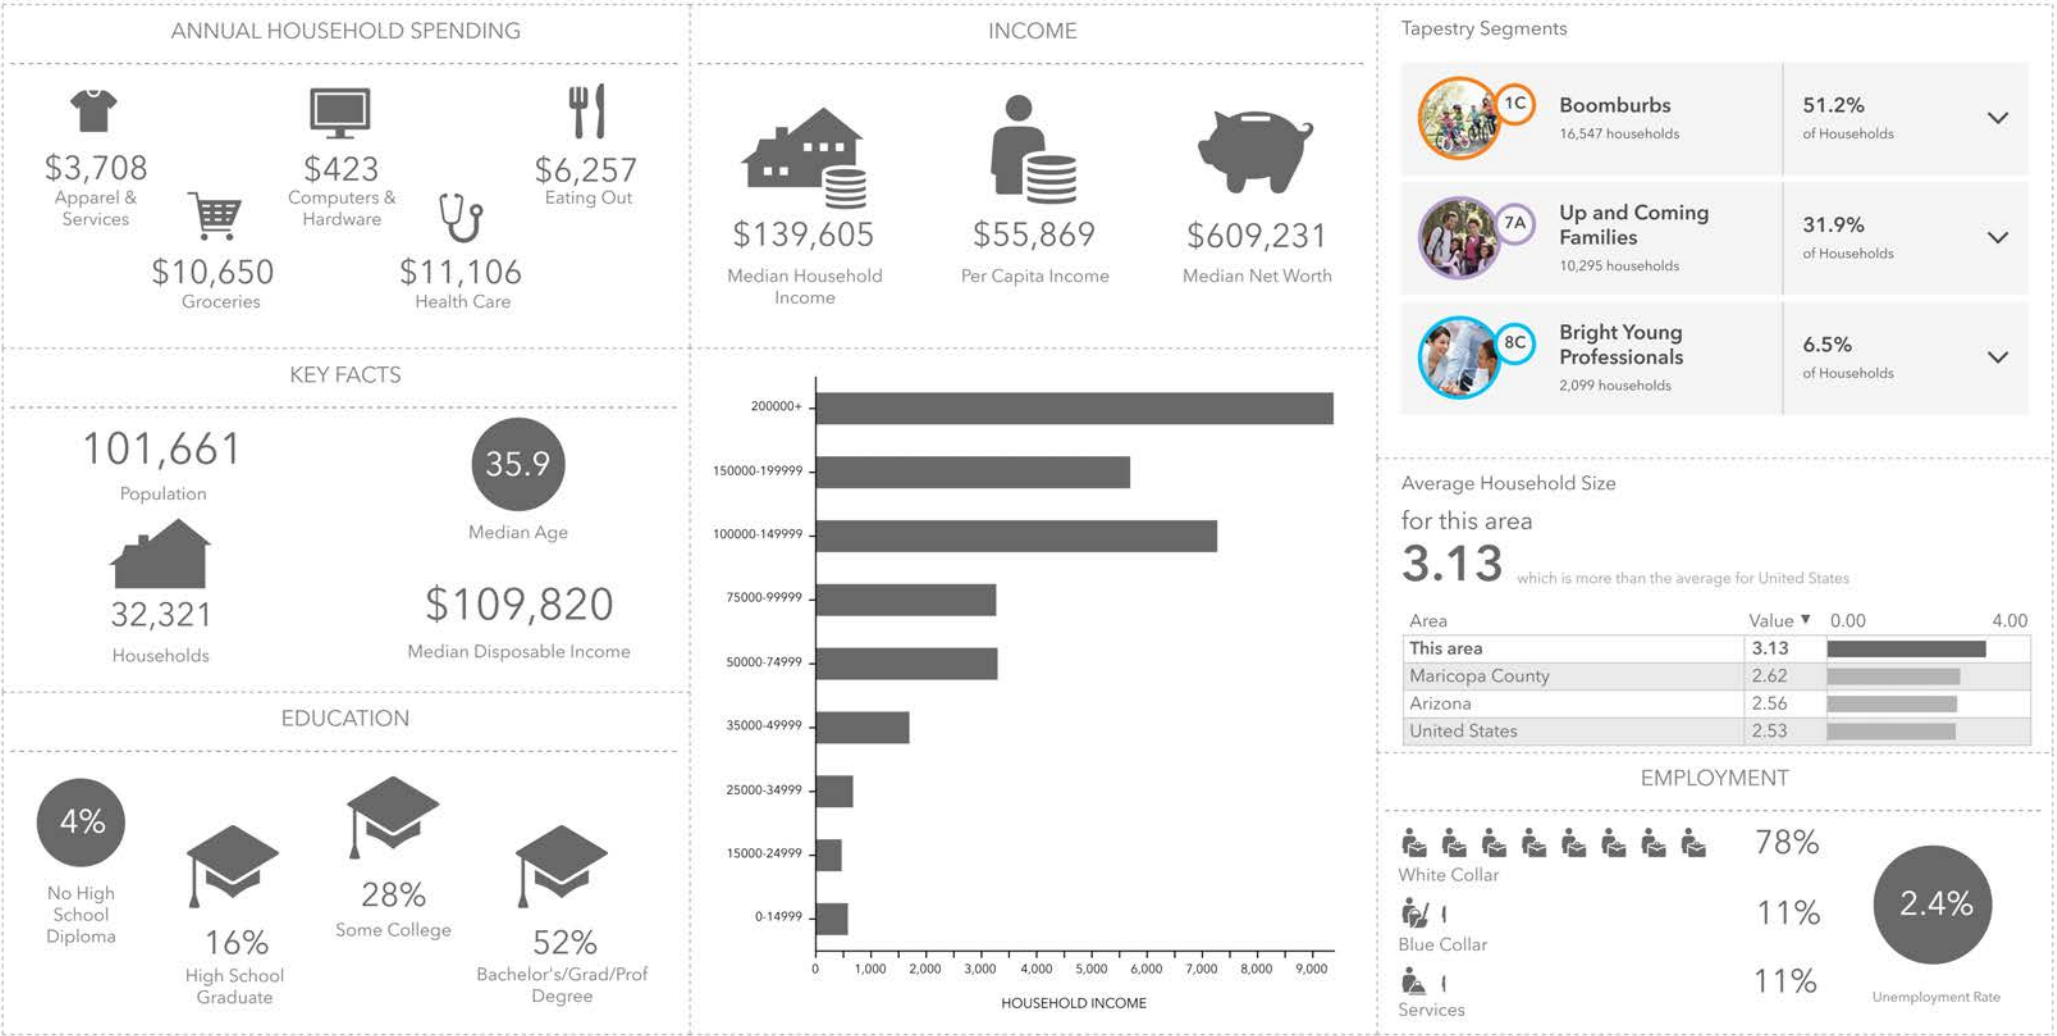 ANNUAL HOUSEHOLD SPENDING
$3,708
Apparel &
Services
$10,650
Groceries
$423
Computers &
Hardware
$11,106
Health Care
$6,257
Eating Out
KEY FACTS
101,661
Population
32,321
Households
35.9
Median Age
$109,820
Median Disposable Income
EDUCATION
4%
No High
School
Diploma
16%
High School
Graduate
28%
Some College
52%
Bachelor's/Grad/Prof
Degree
INCOME
$139,605
Median Household
Income
$55,869
Per Capita Income
$609,231
Median Net Worth
200000+
150000-199999
100000-149999
75000-99999
50000-74999
35000-49999
25000-34999
15000-24999
0-14999
0 1,000 2,000 3,000 4,000 5,000 6,000 7,000 8,000 9,000
HOUSEHOLD INCOME
Tapestry Segments
1C
Boomburbs
16,547 households
51.2%
of Households
7A
Up and Coming
Families
10,295 households
31.9%
of Households
8C
Bright Young
Professionals
2,099 households
6.5%
of Households
Average Household Size
for this area
3.13 which is more than the average for United States
Area Value ▼ 0.00 4.00
This area 3.13
Maricopa County 2.62
Arizona 2.56
United States 2.53
EMPLOYMENT
78%
White Collar
11%
Blue Collar
11%
Services
2.4%
Unemployment Rate